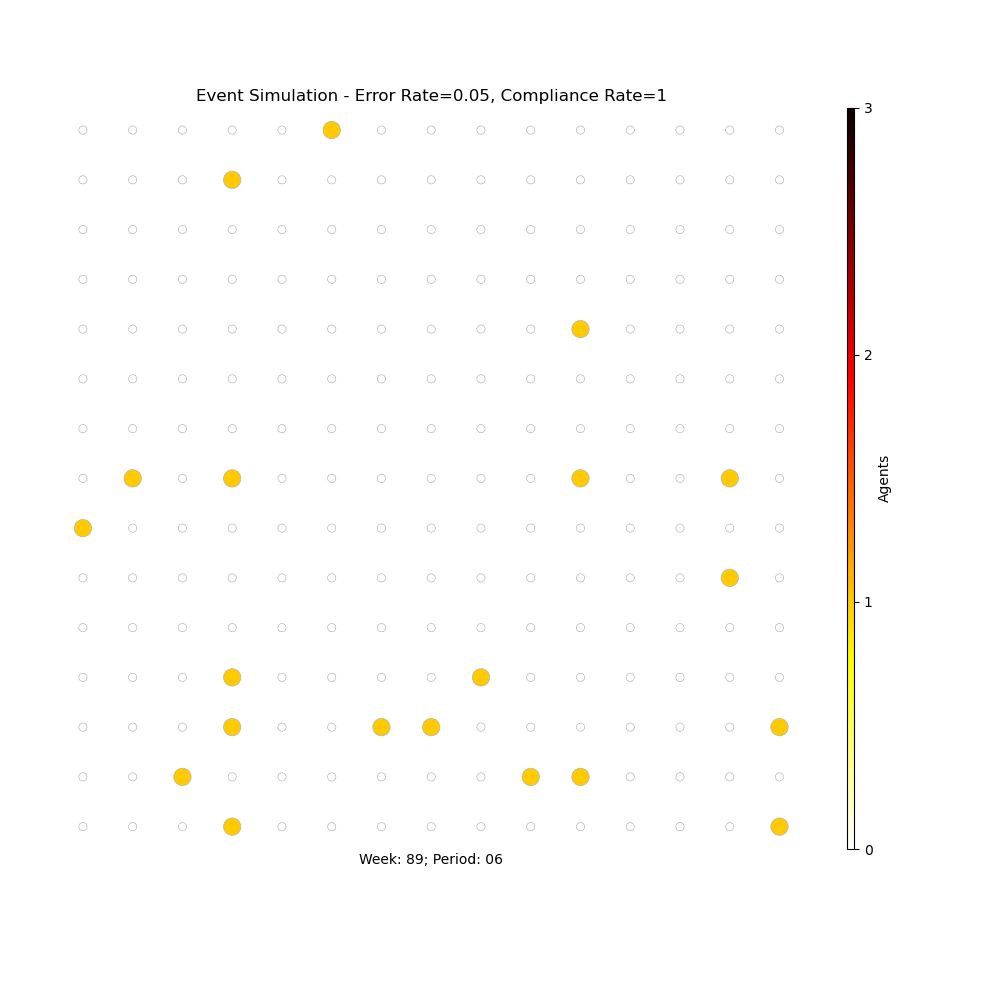 Event Simulation - Error Rate=0.05, Compliance Rate=1
3
2
Agents
1
0
Week: 89; Period: 06